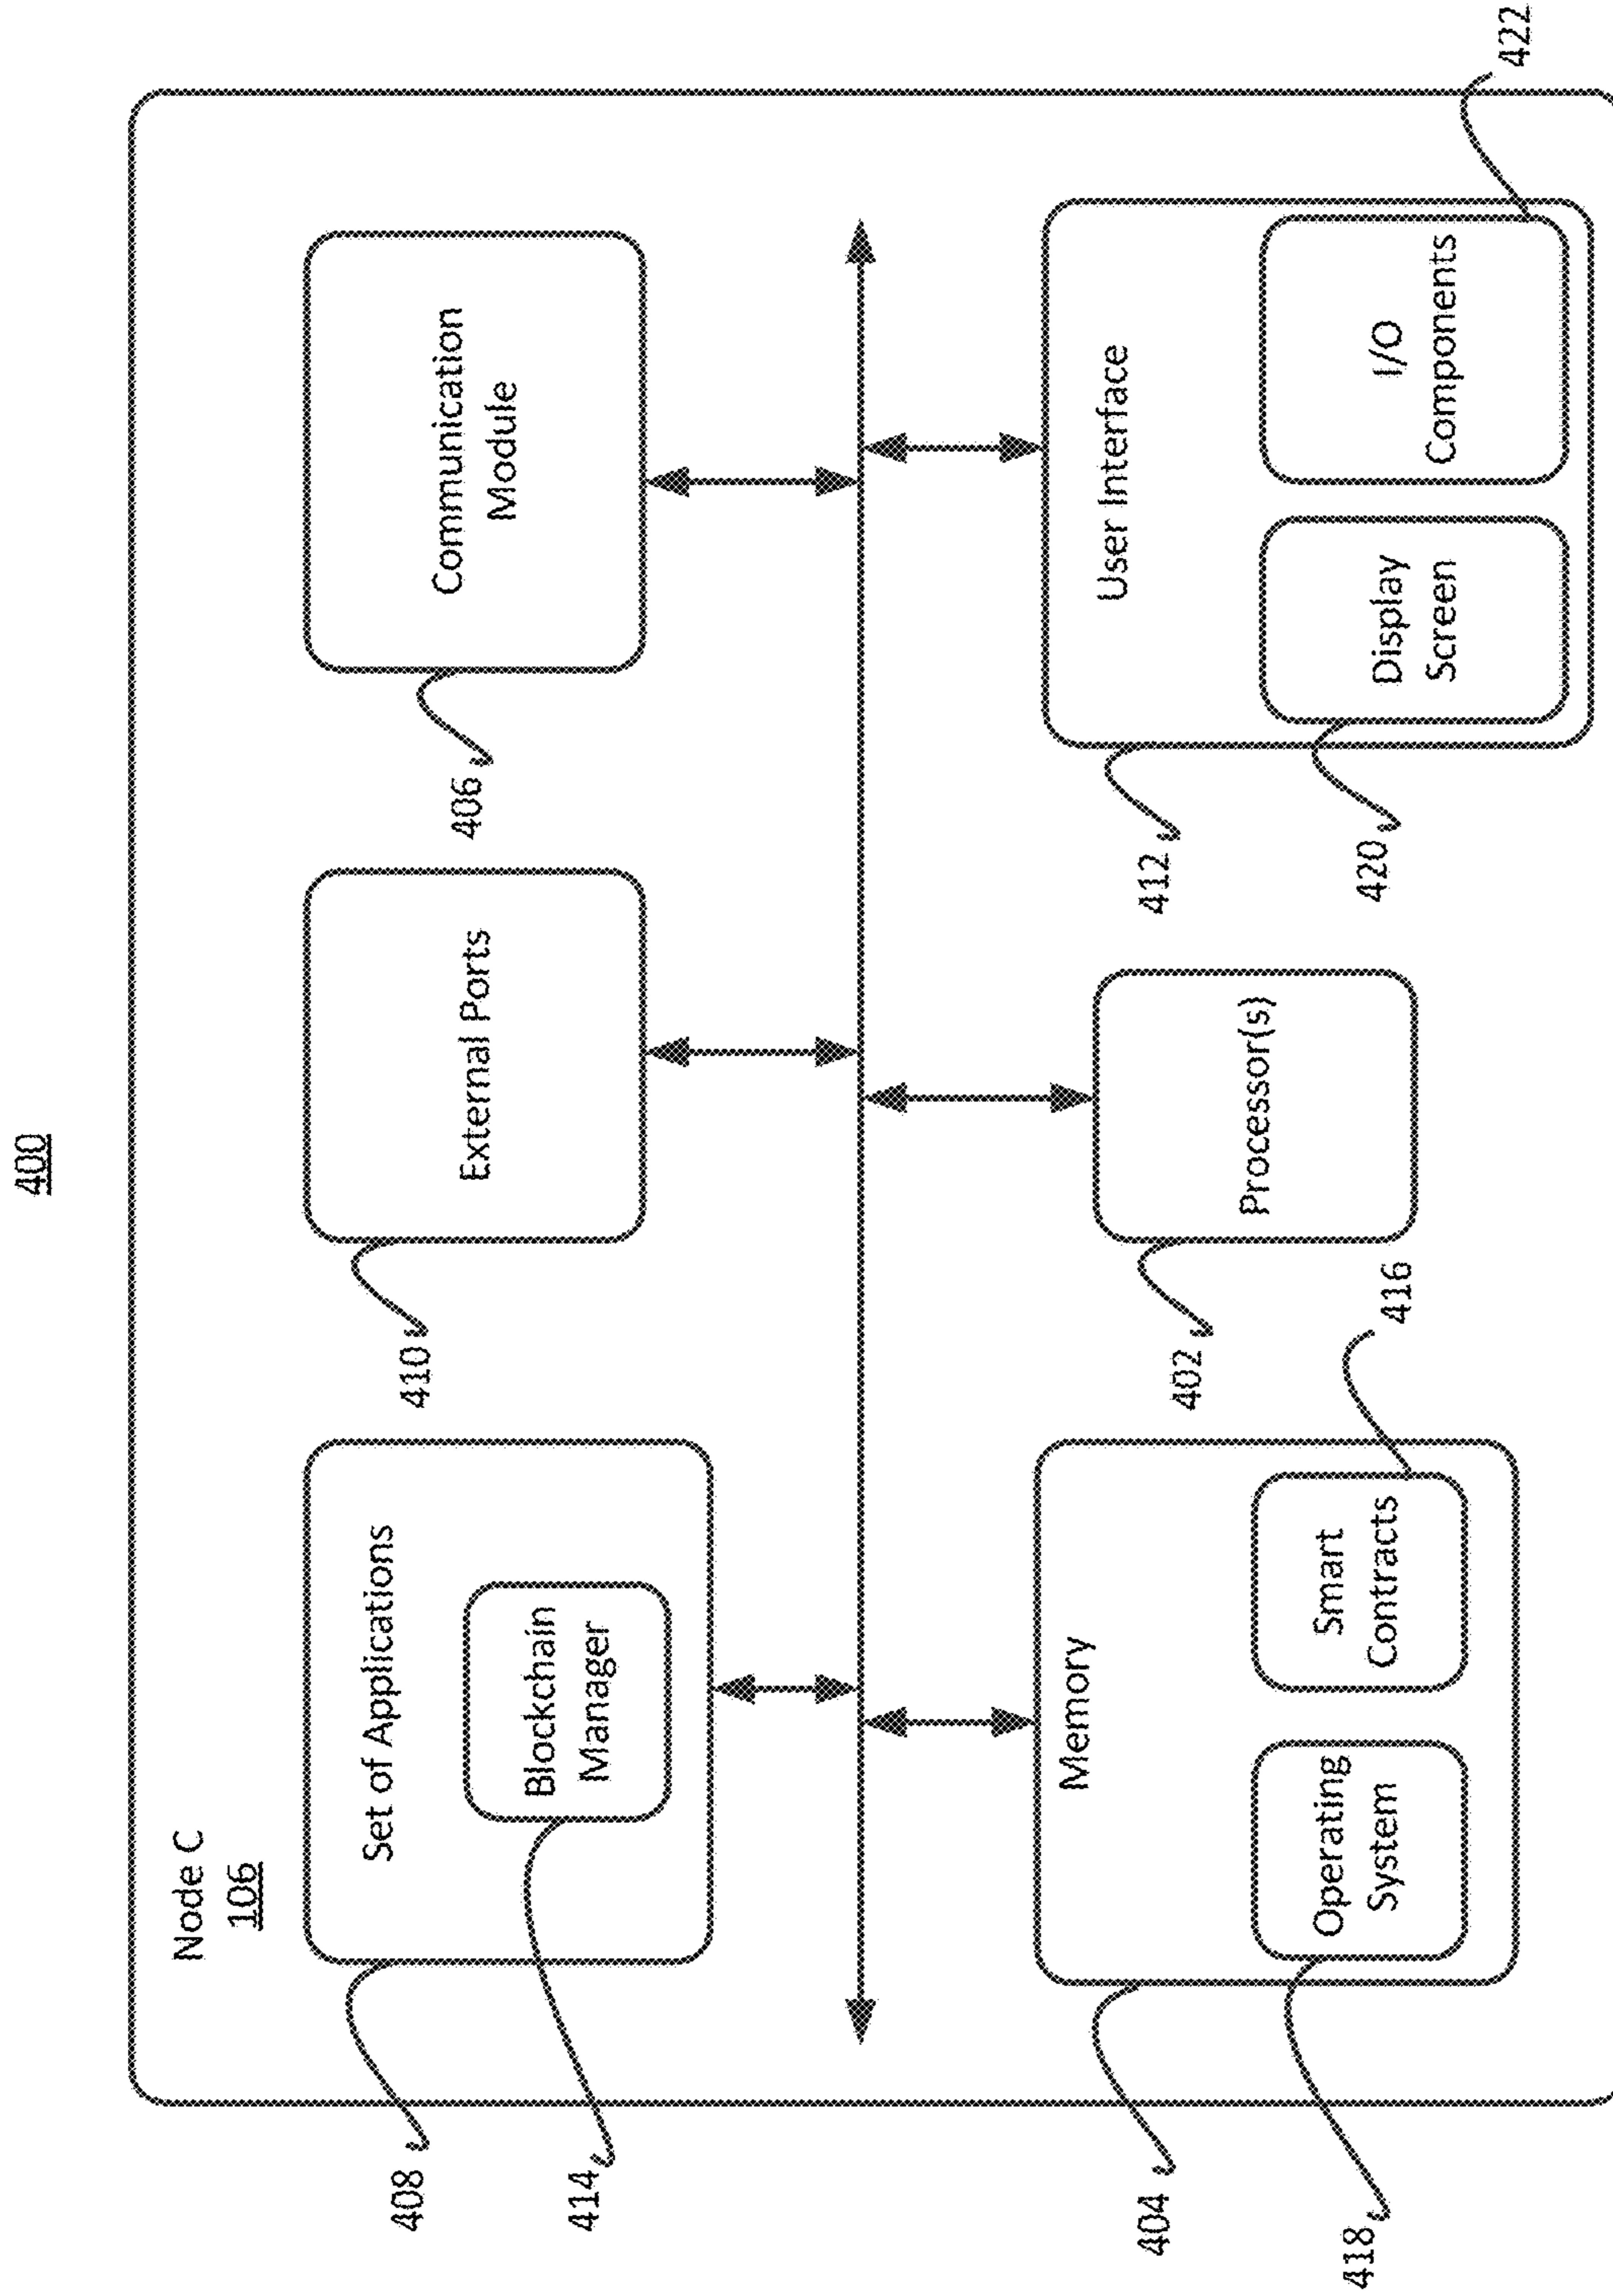 400
Node C
106
Set of Applications
Blockchain
Manager
External Ports
Communication
Module
408
414
410
406
Memory
Operating
System
Smart
Contracts
Processor(s)
User Interface
Display
Screen
I/O
Components
404
418
402
416
412
420
422